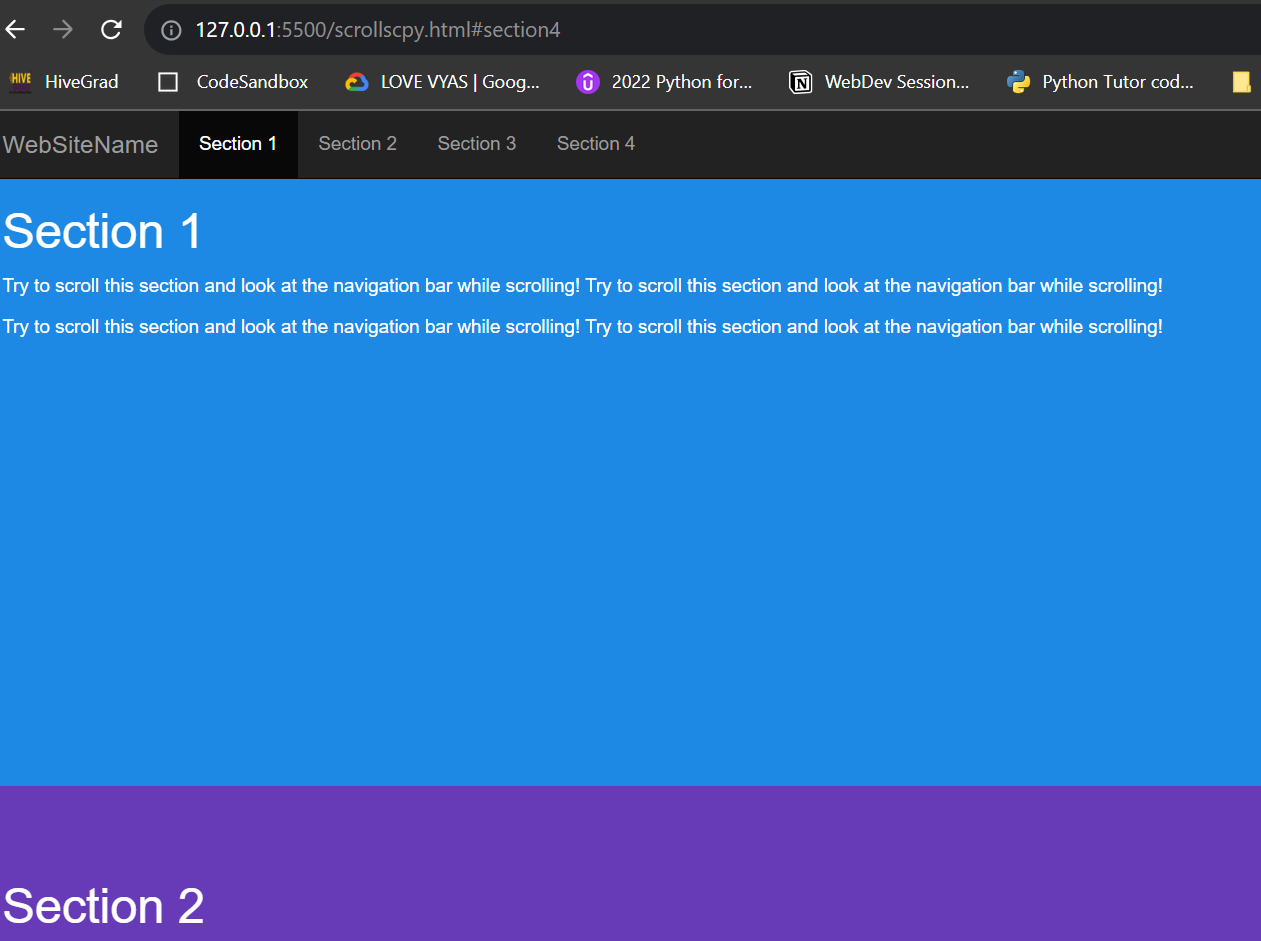 127.0.0.1:5500/scrollscpy.html#section4
HIVE HiveGrad CodeSandbox LOVE VYAS | Goog... 2022 Python for... WebDev Session... Python Tutor cod...
WebSiteName Section 1 Section 2 Section 3 Section 4
Section 1
Try to scroll this section and look at the navigation bar while scrolling! Try to scroll this section and look at the navigation bar while scrolling!
Try to scroll this section and look at the navigation bar while scrolling! Try to scroll this section and look at the navigation bar while scrolling!
Section 2